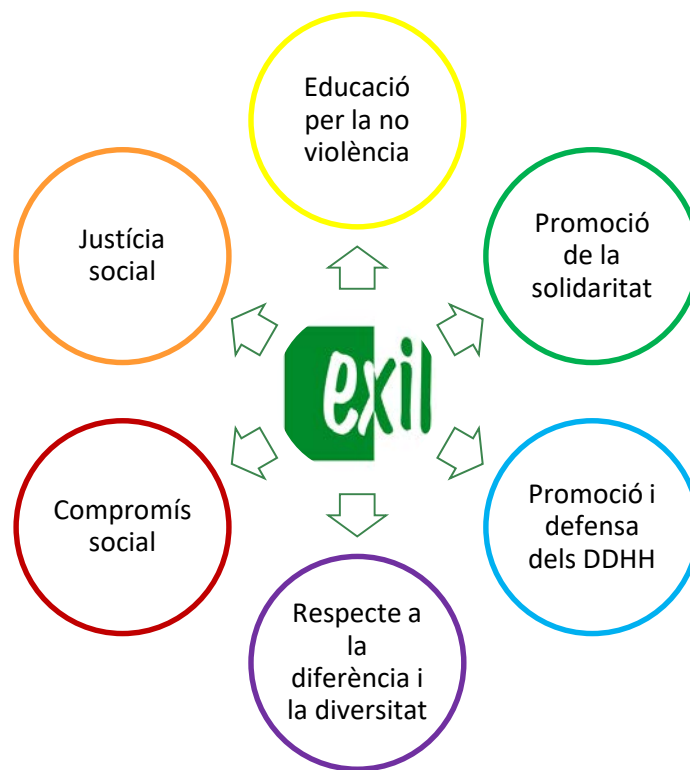 Educació
per la no
violència
Justícia
social
Promoció
de la
solidaritat
exil
Compromís
social
Promoció i
defensa
dels DDHH
Respecte a
la
diferència i
la diversitat